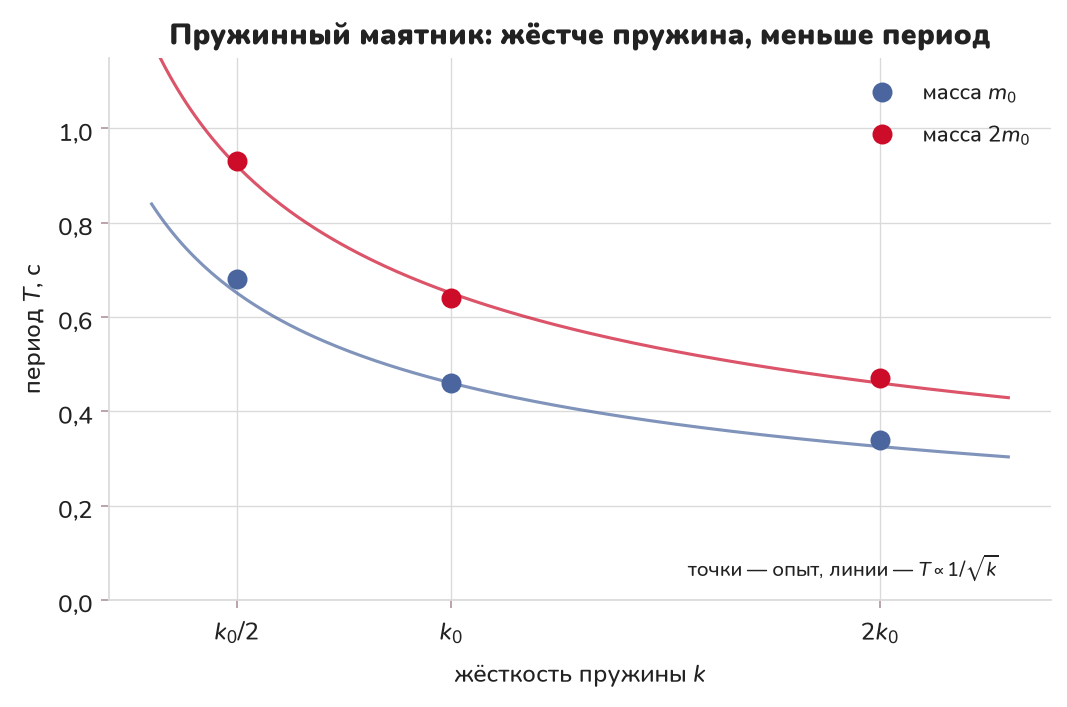 Пружинный маятник: жёстче пружина, меньше период
масса m₀
масса 2m₀
период T, с
1,0
0,8
0,6
0,4
0,2
0,0
точки — опыт, линии — T ∝ 1/√k
k₀/2
k₀
2k₀
жёсткость пружины k